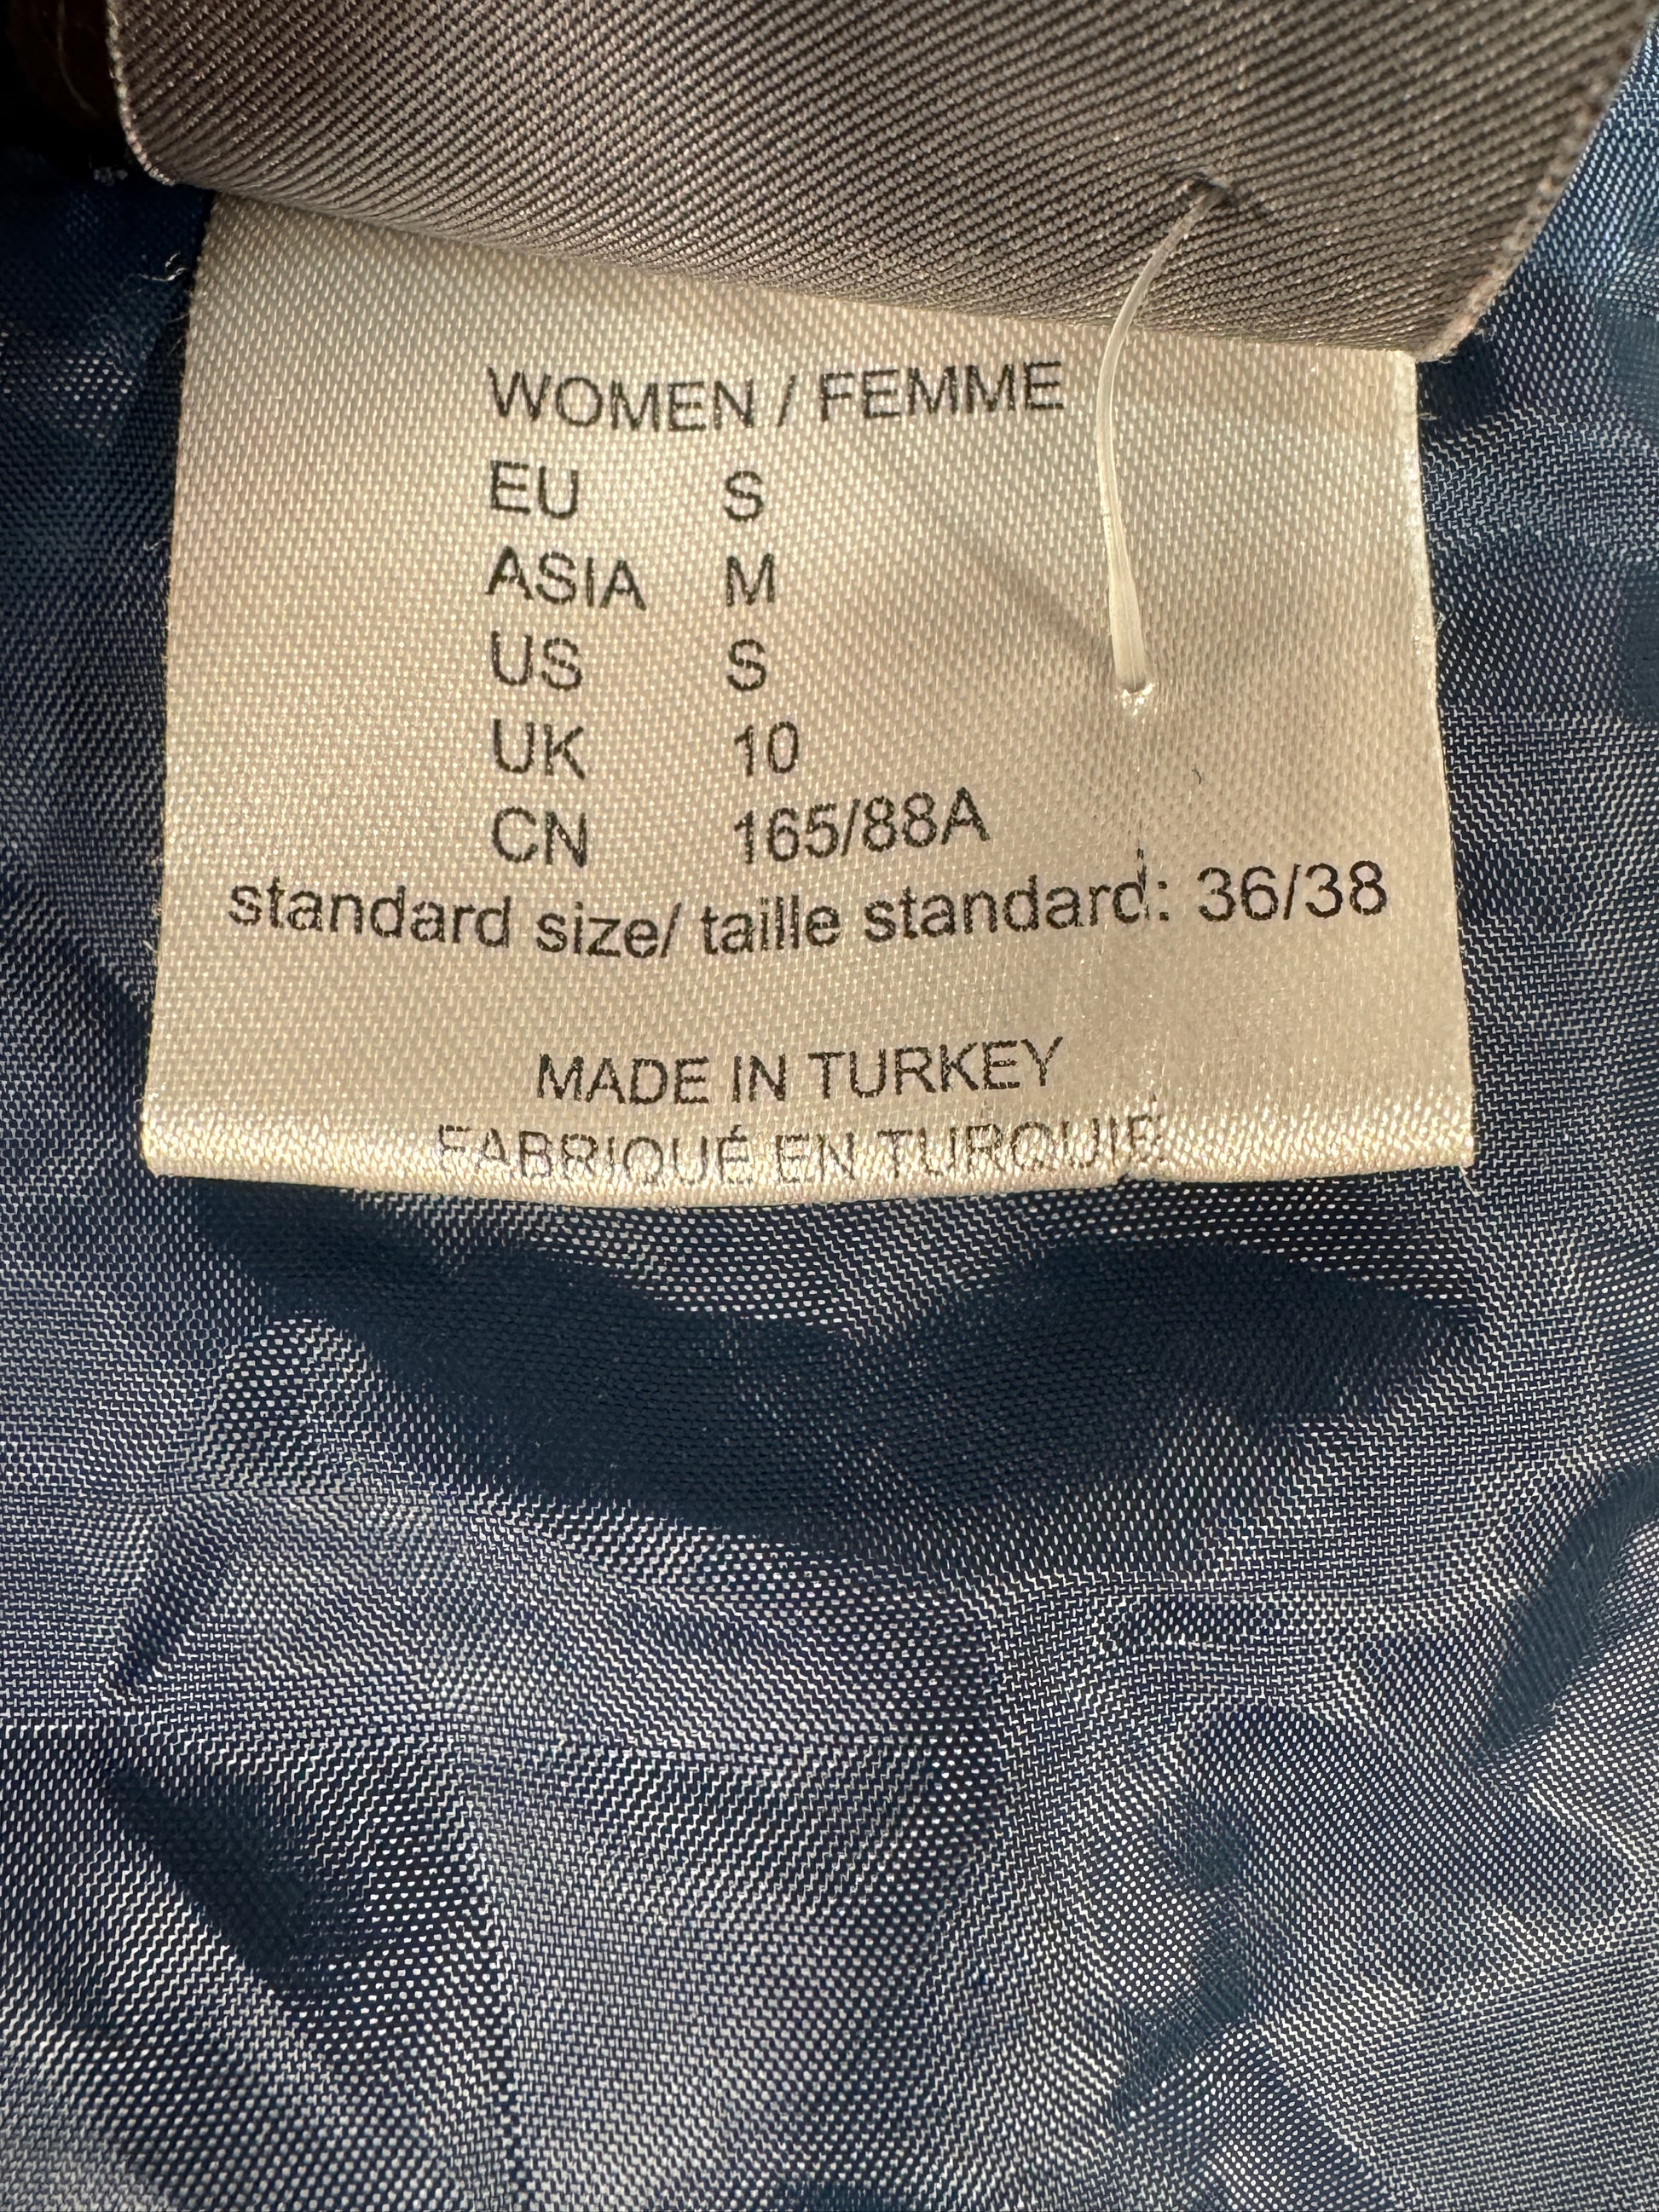 WOMEN / FEMME
EU S
ASIA M
US S
UK 10
CN 165/88A
standard size/ taille standard: 36/38
MADE IN TURKEY
FABRIQUÉ EN TURQUIE